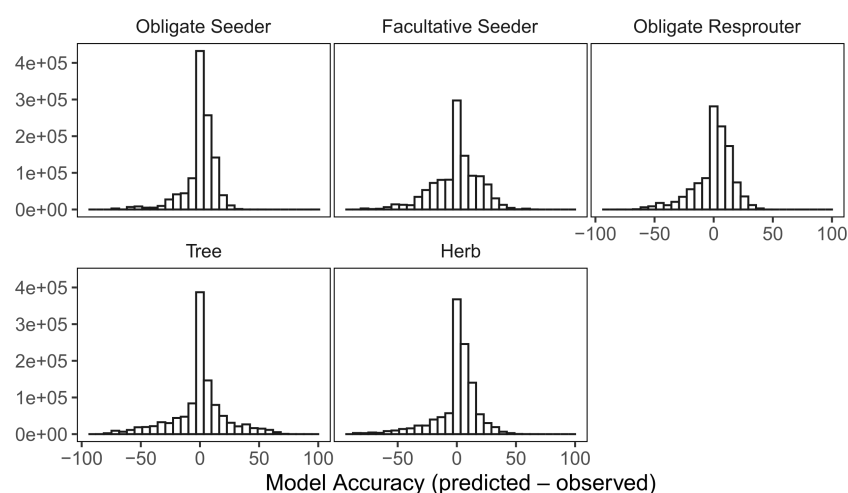 Obligate Seeder Facultative Seeder Obligate Resprouter
4e+05
3e+05
2e+05
1e+05
0e+00
−100 −50 0 50 100
Tree Herb
4e+05
3e+05
2e+05
1e+05
0e+00
−100 −50 0 50 100 −50 0 50 100
Model Accuracy (predicted – observed)